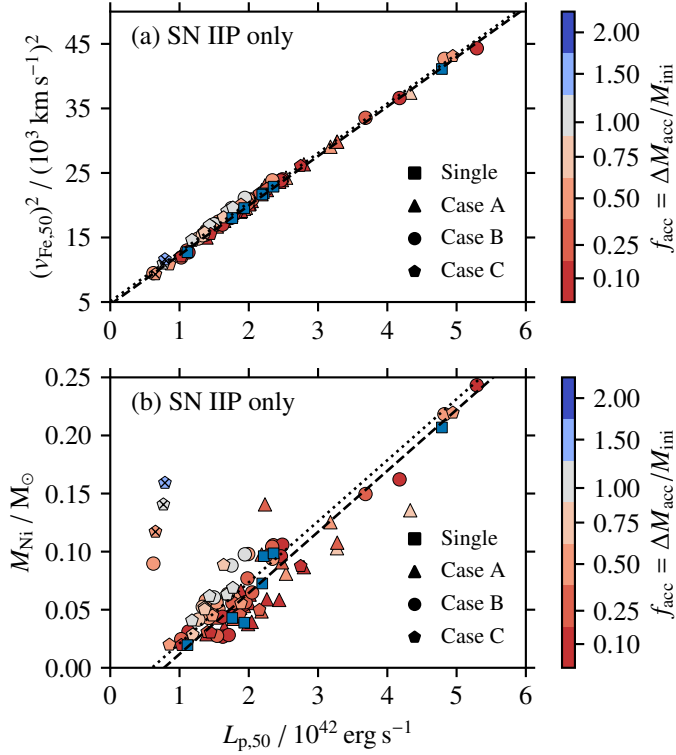 (a) SN IIP only
(v_Fe,50)² / (10³ km s⁻¹)²
45
35
25
15
5
Single
Case A
Case B
Case C
0 1 2 3 4 5 6
2.00
1.50
1.00
0.75
0.50
0.25
0.10
f_acc = ΔM_acc/M_ini
(b) SN IIP only
M_Ni / M_⊙
0.25
0.20
0.15
0.10
0.05
0.00
Single
Case A
Case B
Case C
0 1 2 3 4 5 6
L_p,50 / 10⁴² erg s⁻¹
2.00
1.50
1.00
0.75
0.50
0.25
0.10
f_acc = ΔM_acc/M_ini